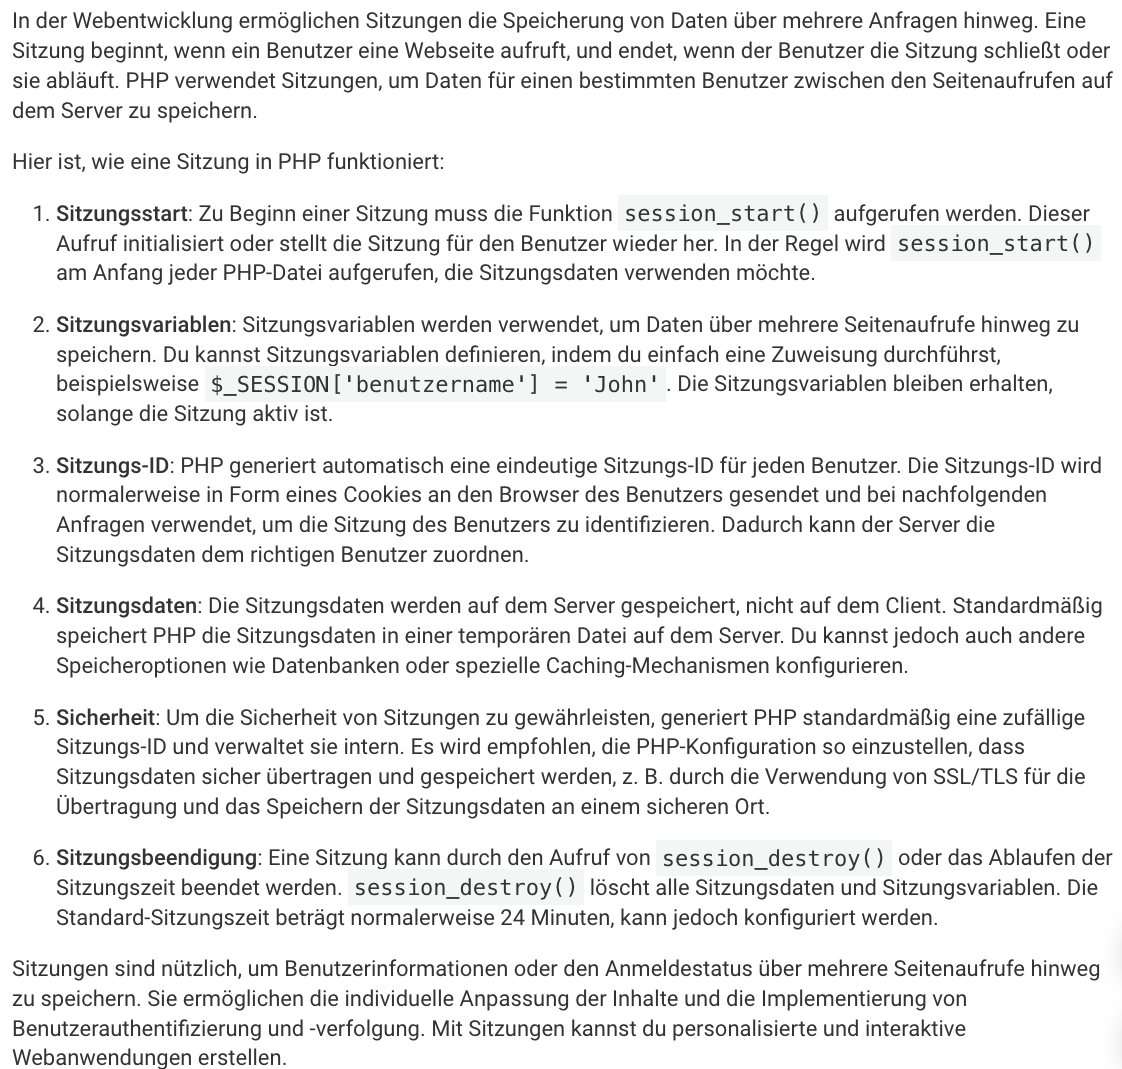 In der Webentwicklung ermöglichen Sitzungen die Speicherung von Daten über mehrere Anfragen hinweg. Eine
Sitzung beginnt, wenn ein Benutzer eine Webseite aufruft, und endet, wenn der Benutzer die Sitzung schließt oder
sie abläuft. PHP verwendet Sitzungen, um Daten für einen bestimmten Benutzer zwischen den Seitenaufrufen auf
dem Server zu speichern.
Hier ist, wie eine Sitzung in PHP funktioniert:
1. Sitzungsstart: Zu Beginn einer Sitzung muss die Funktion session_start() aufgerufen werden. Dieser
Aufruf initialisiert oder stellt die Sitzung für den Benutzer wieder her. In der Regel wird session_start()
am Anfang jeder PHP-Datei aufgerufen, die Sitzungsdaten verwenden möchte.
2. Sitzungsvariablen: Sitzungsvariablen werden verwendet, um Daten über mehrere Seitenaufrufe hinweg zu
speichern. Du kannst Sitzungsvariablen definieren, indem du einfach eine Zuweisung durchführst,
beispielsweise $_SESSION['benutzername'] = 'John'. Die Sitzungsvariablen bleiben erhalten,
solange die Sitzung aktiv ist.
3. Sitzungs-ID: PHP generiert automatisch eine eindeutige Sitzungs-ID für jeden Benutzer. Die Sitzungs-ID wird
normalerweise in Form eines Cookies an den Browser des Benutzers gesendet und bei nachfolgenden
Anfragen verwendet, um die Sitzung des Benutzers zu identifizieren. Dadurch kann der Server die
Sitzungsdaten dem richtigen Benutzer zuordnen.
4. Sitzungsdaten: Die Sitzungsdaten werden auf dem Server gespeichert, nicht auf dem Client. Standardmäßig
speichert PHP die Sitzungsdaten in einer temporären Datei auf dem Server. Du kannst jedoch auch andere
Speicheroptionen wie Datenbanken oder spezielle Caching-Mechanismen konfigurieren.
5. Sicherheit: Um die Sicherheit von Sitzungen zu gewährleisten, generiert PHP standardmäßig eine zufällige
Sitzungs-ID und verwaltet sie intern. Es wird empfohlen, die PHP-Konfiguration so einzustellen, dass
Sitzungsdaten sicher übertragen und gespeichert werden, z. B. durch die Verwendung von SSL/TLS für die
Übertragung und das Speichern der Sitzungsdaten an einem sicheren Ort.
6. Sitzungsbeendigung: Eine Sitzung kann durch den Aufruf von session_destroy() oder das Ablaufen der
Sitzungszeit beendet werden. session_destroy() löscht alle Sitzungsdaten und Sitzungsvariablen. Die
Standard-Sitzungszeit beträgt normalerweise 24 Minuten, kann jedoch konfiguriert werden.
Sitzungen sind nützlich, um Benutzerinformationen oder den Anmeldestatus über mehrere Seitenaufrufe hinweg
zu speichern. Sie ermöglichen die individuelle Anpassung der Inhalte und die Implementierung von
Benutzerauthentifizierung und -verfolgung. Mit Sitzungen kannst du personalisierte und interaktive
Webanwendungen erstellen.